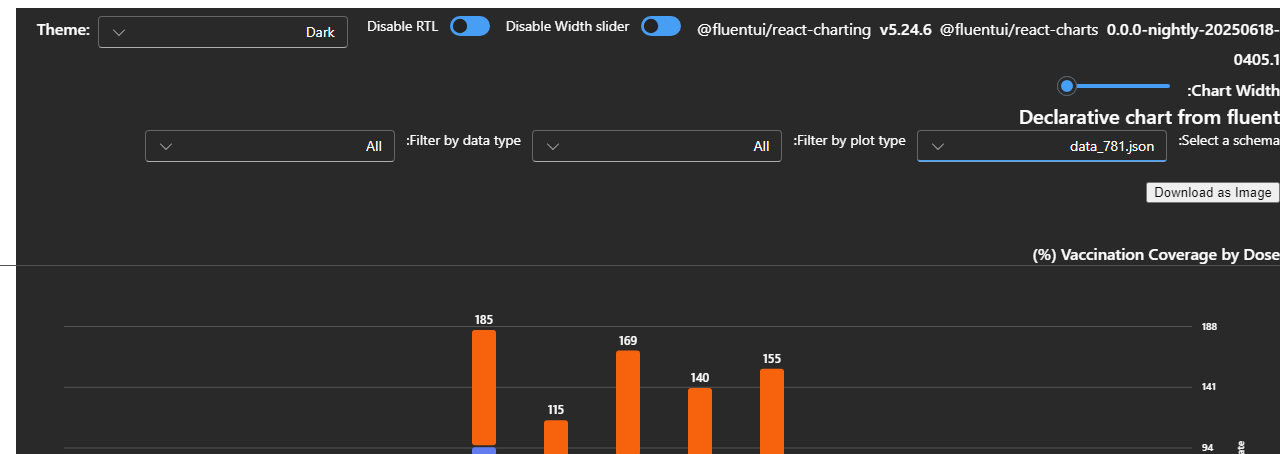 Theme: Dark Disable RTL Disable Width slider @fluentui/react-charting v5.24.6 @fluentui/react-charts 0.0.0-nightly-20250618-
0405.1
:Chart Width
Declarative chart from fluent
:Select a schema data_781.json :Filter by plot type All :Filter by data type All
Download as Image
(%) Vaccination Coverage by Dose
185
188
169
155
140
141
115
94